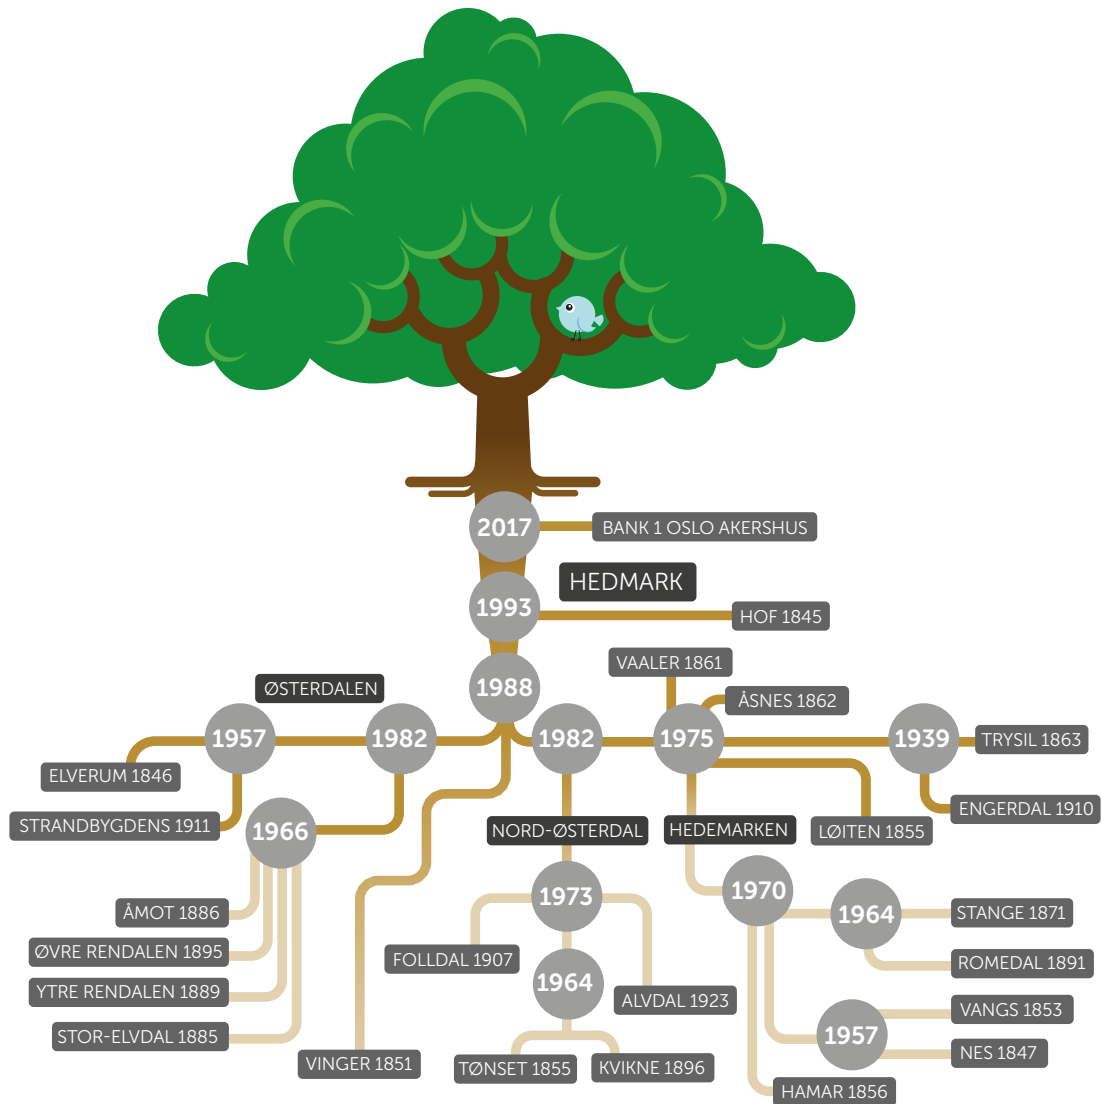 2017
BANK 1 OSLO AKERSHUS
HEDMARK
1993
HOF 1845
VAALER 1861
1988
ØSTERDALEN
ÅSNES 1862
1957
1982
1982
1975
1939
TRYSIL 1863
ELVERUM 1846
ENGERDAL 1910
STRANDBYGDENS 1911
1966
NORD-ØSTERDAL
HEDEMARKEN
LØITEN 1855
1973
1970
ÅMOT 1886
1964
STANGE 1871
ØVRE RENDALEN 1895
FOLLDAL 1907
ROMEDAL 1891
1964
YTRE RENDALEN 1889
ALVDAL 1923
VANGS 1853
STOR-ELVDAL 1885
1957
NES 1847
VINGER 1851
TØNSET 1855
KVIKNE 1896
HAMAR 1856